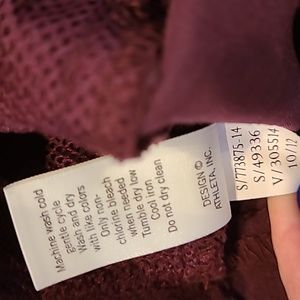 Machine wash cold
gentle cycle
Wash and dry
with like colors
Only non-
chlorine bleach
when needed
Tumble dry low
Cool iron
Do not dry clean
DESIGN ©
ATHLETA, INC.
S/773875-14
S/49336
V/305514
10/12